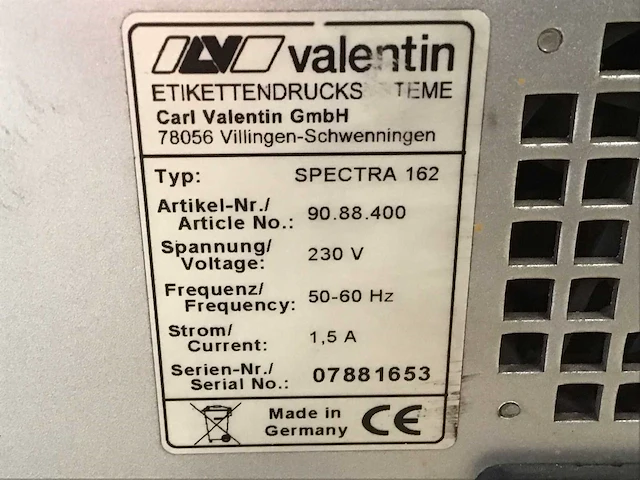 valentin
ETIKETTENDRUCKS TEME
Carl Valentin GmbH
78056 Villingen-Schwenningen
Typ: SPECTRA 162
Artikel-Nr./
Article No.: 90.88.400
Spannung/
Voltage: 230 V
Frequenz/
Frequency: 50-60 Hz
Strom/
Current: 1,5 A
Serien-Nr./
Serial No.: 07881653
Made in
Germany CE